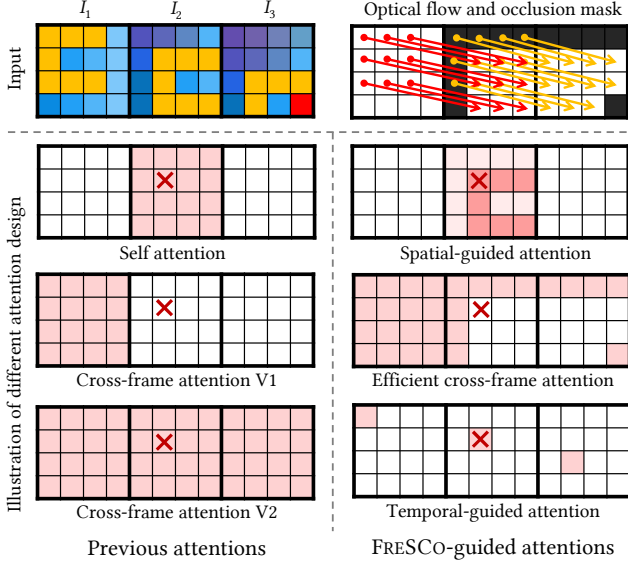 I1 I2 I3
Optical flow and occlusion mask
Input
Illustration of different attention design
Self attention
Spatial-guided attention
Cross-frame attention V1
Efficient cross-frame attention
Cross-frame attention V2
Temporal-guided attention
Previous attentions
FRESCO-guided attentions